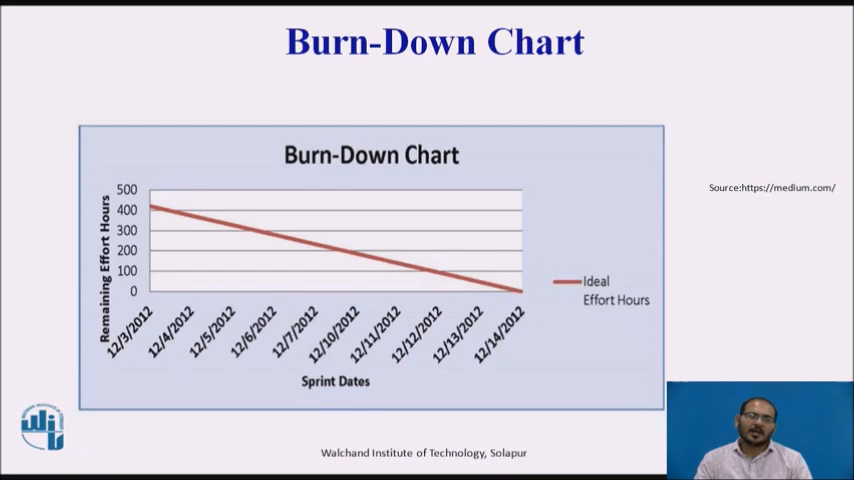 Burn-Down Chart
Burn-Down Chart
Source:https://medium.com/
Remaining Effort Hours
500
400
300
200
100
0
12/3/2012
12/4/2012
12/5/2012
12/6/2012
12/7/2012
12/10/2012
12/11/2012
12/12/2012
12/13/2012
12/14/2012
Ideal
Effort Hours
Sprint Dates
Walchand Institute of Technology, Solapur